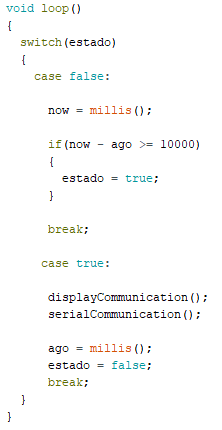 void loop()
{
  switch(estado)
  {
    case false:

      now = millis();

      if(now - ago >= 10000)
      {
        estado = true;
      }

      break;

     case true:

      displayCommunication();
      serialCommunication();

      ago = millis();
      estado = false;
      break;
  }
}